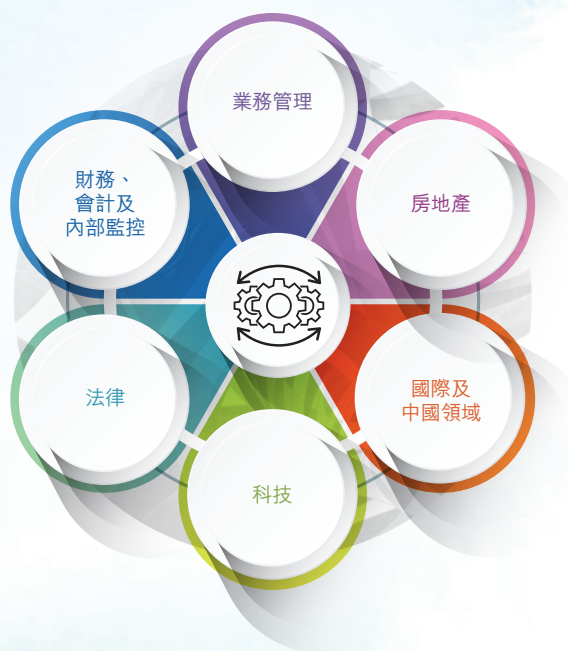 業務管理
財務、
會計及
內部監控
房地產
法律
國際及
中國領域
科技